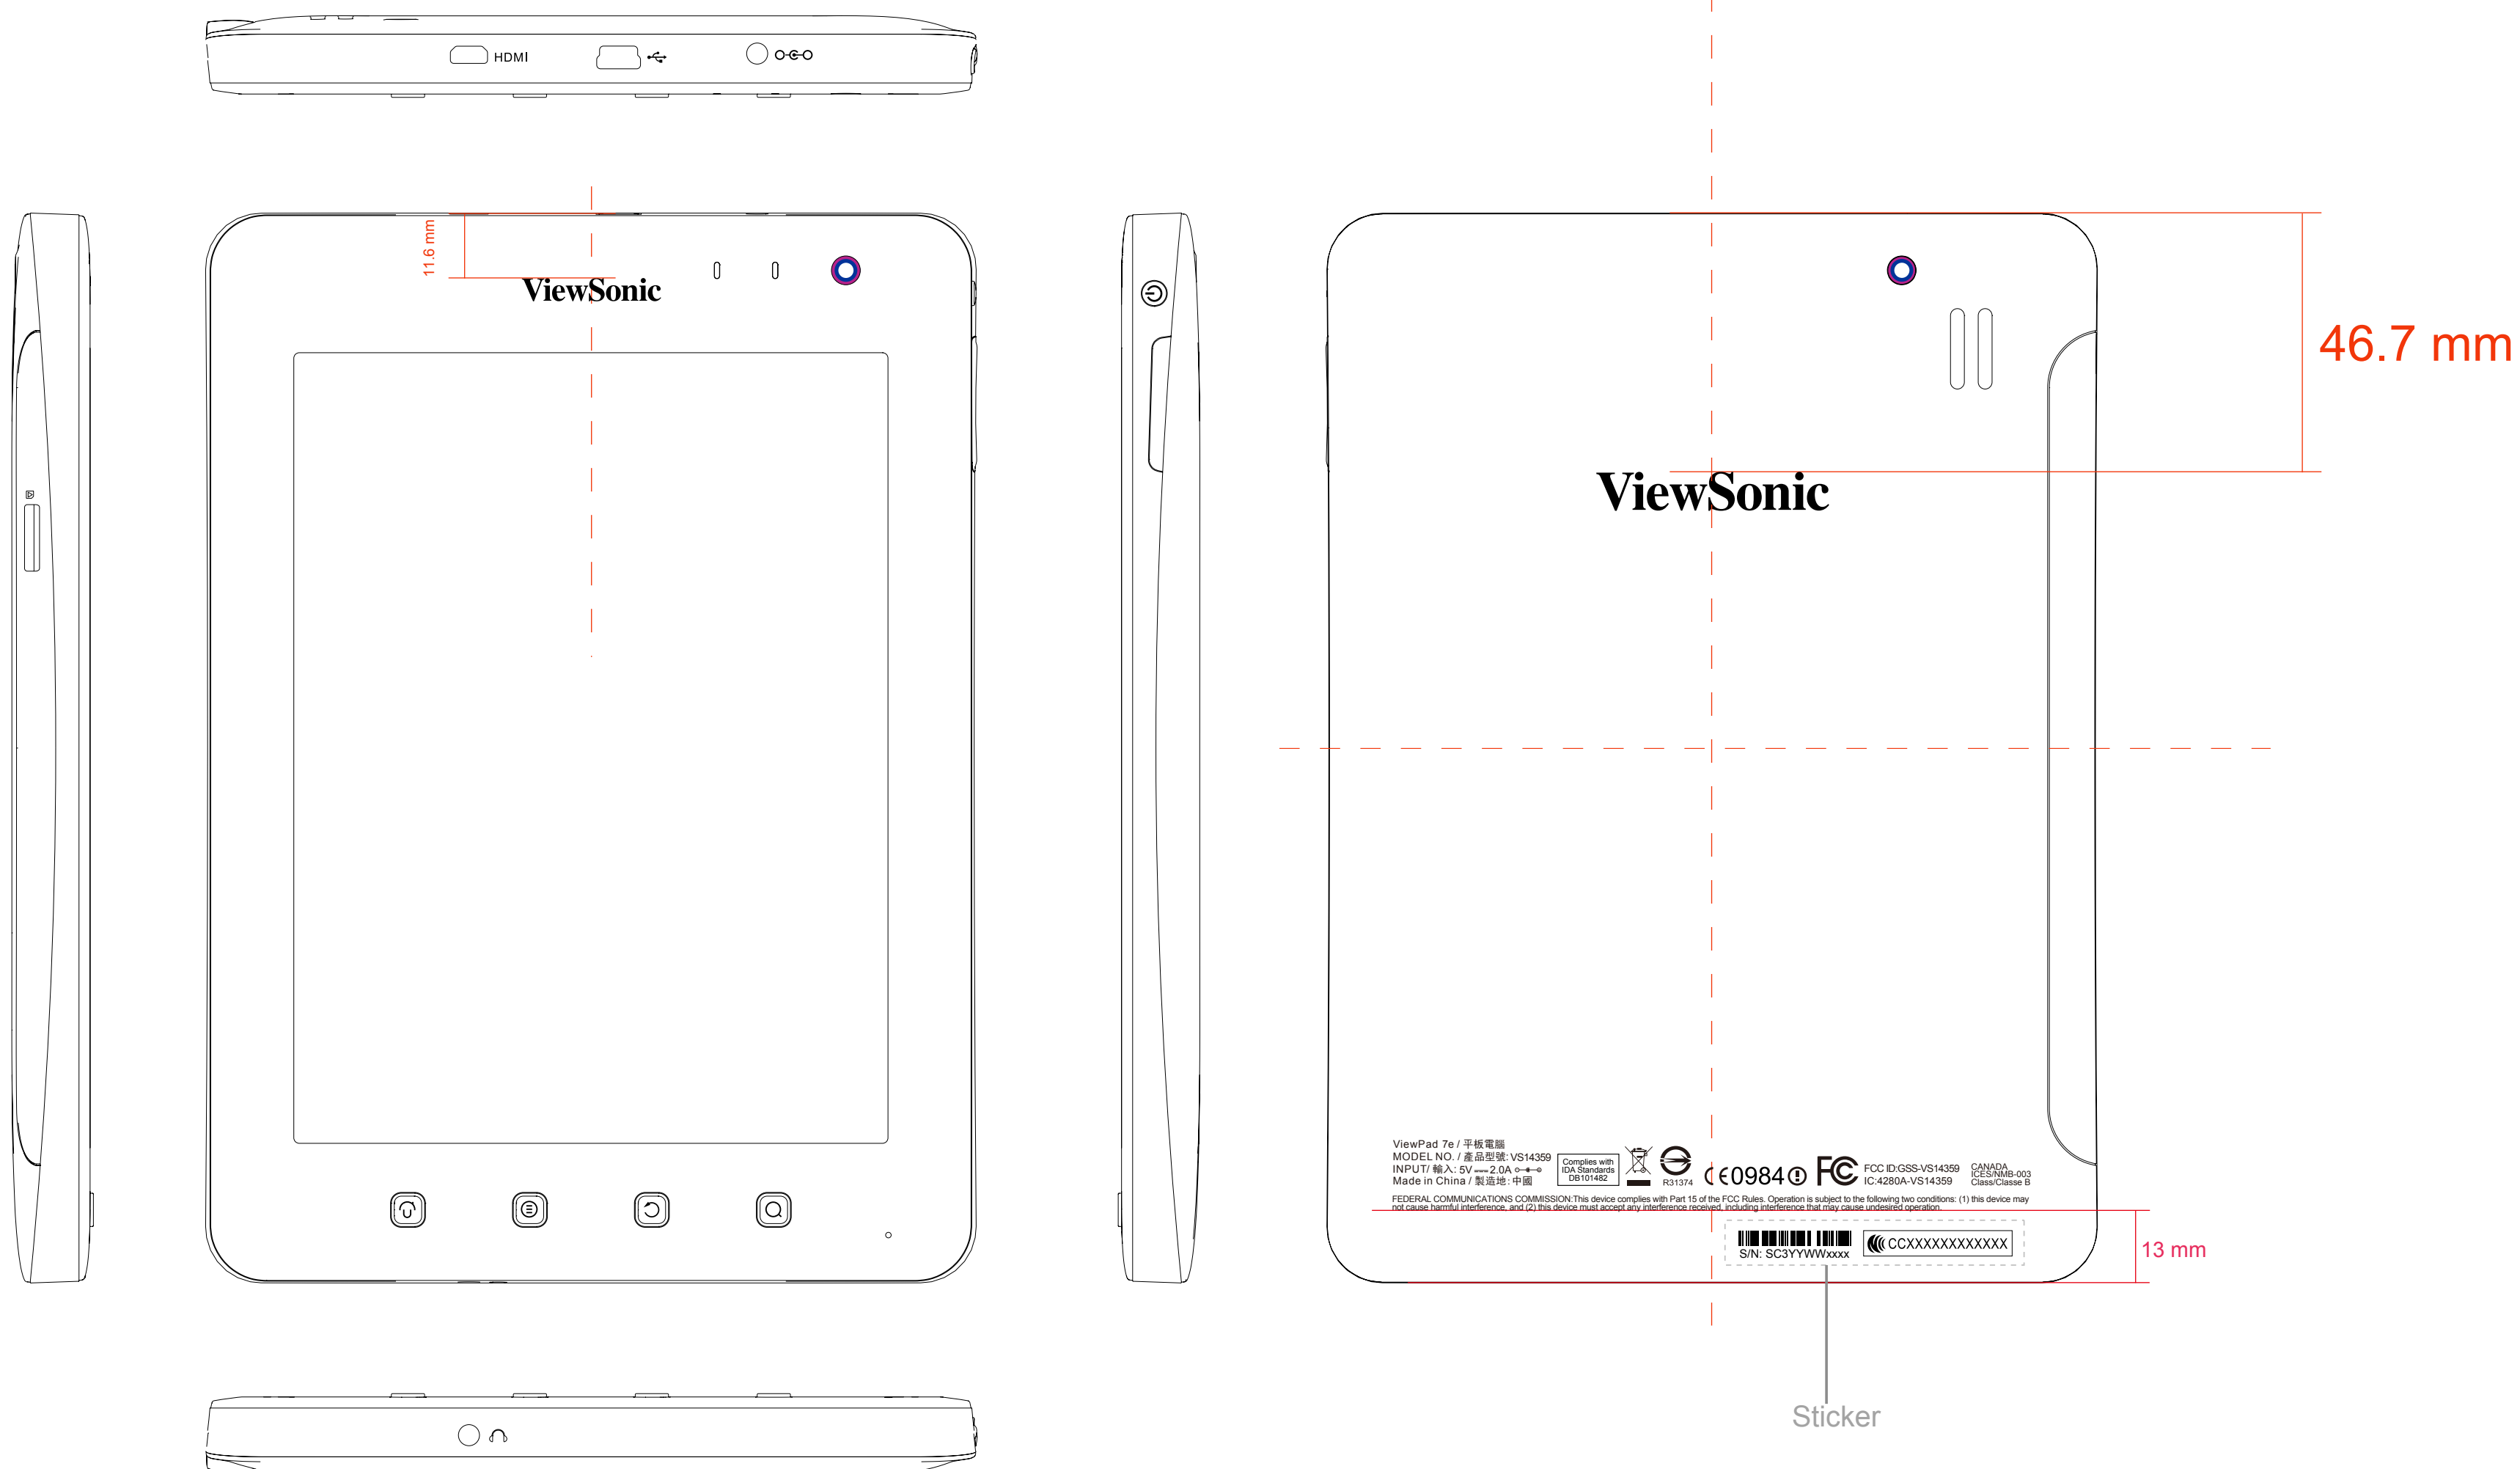 HDMI
11.6 mm
ViewSonic
46.7 mm
ViewSonic
ViewPad 7e / 平板電腦
MODEL NO. / 產品型號: VS14359
INPUT/ 輸入: 5V 2.0A
Made in China / 製造地: 中國
Complies with
IDA Standards
DB101482
R31374
CE0984
FC
FCC ID:GSS-VS14359
IC:4280A-VS14359
CANADA
ICES/NMB-003
Class/Classe B
FEDERAL COMMUNICATIONS COMMISSION:This device complies with Part 15 of the FCC Rules. Operation is subject to the following two conditions: (1) this device may
not cause harmful interference, and (2) this device must accept any interference received, including interference that may cause undesired operation.
S/N: SC3YYWWxxxx
CCXXXXXXXXXXXX
13 mm
Sticker